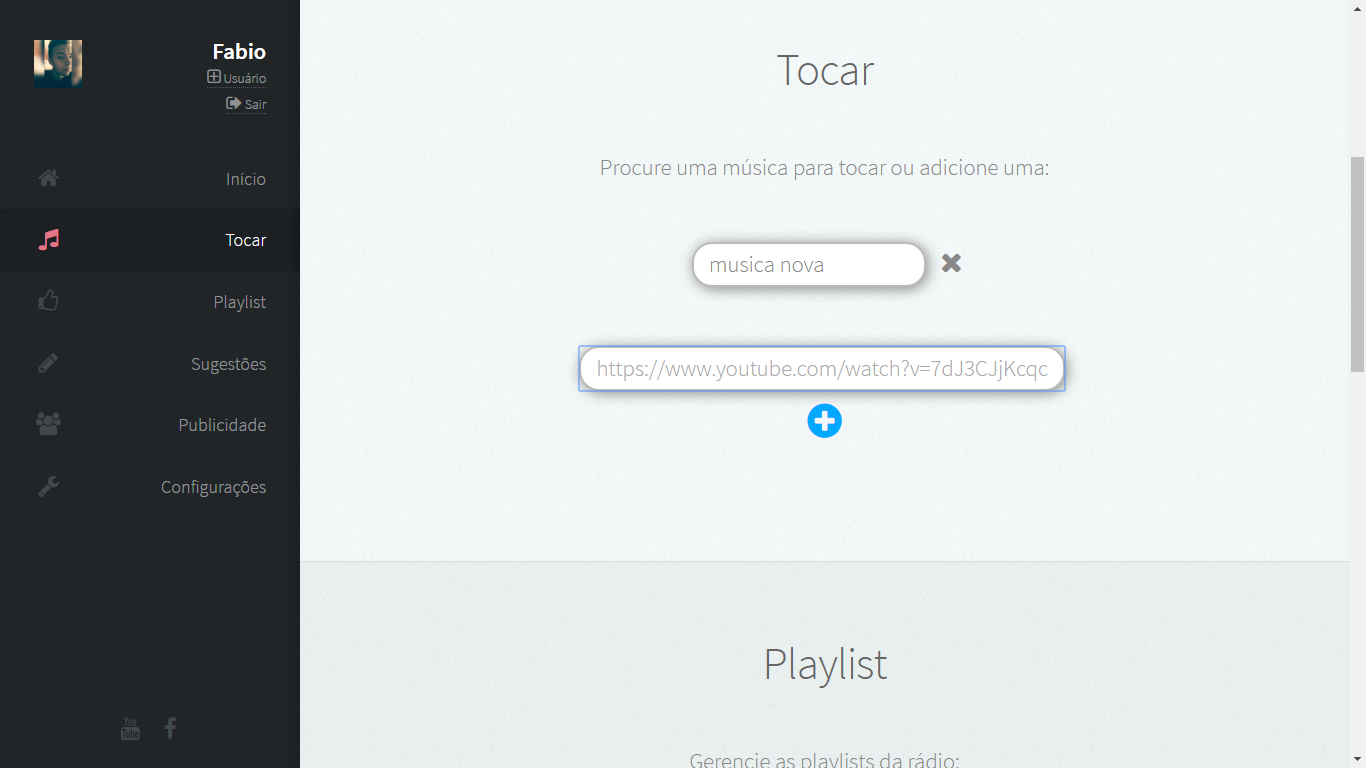 Fabio
Usuário
Sair
Início
Tocar
Playlist
Sugestões
Publicidade
Configurações
You
Tube
Tocar
Procure uma música para tocar ou adicione uma:
musica nova
https://www.youtube.com/watch?v=7dJ3CJjKcqc
Playlist
Gerencie as playlists da rádio: